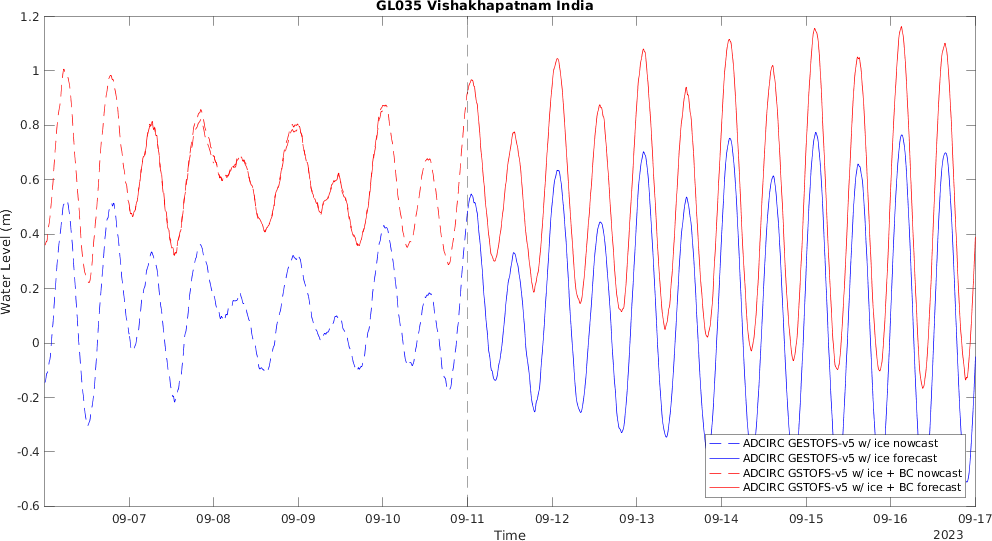 GL035 Vishakhapatnam India
Water Level (m)
1.2
1
0.8
0.6
0.4
0.2
0
-0.2
-0.4
-0.6
ADCIRC GESTOFS-v5 w/ ice nowcast
ADCIRC GESTOFS-v5 w/ ice forecast
ADCIRC GSTOFS-v5 w/ ice + BC nowcast
ADCIRC GSTOFS-v5 w/ ice + BC forecast
09-07 09-08 09-09 09-10 09-11 09-12 09-13 09-14 09-15 09-16 09-17
Time
2023